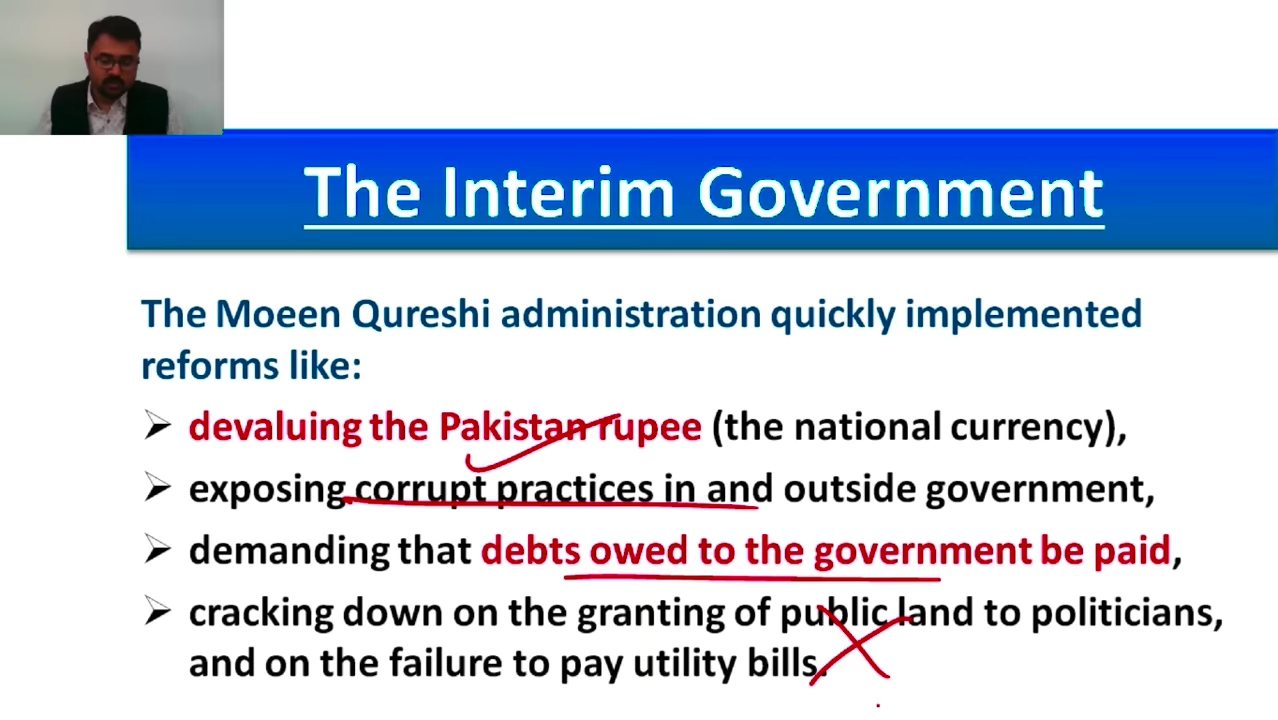 The Interim Government
The Moeen Qureshi administration quickly implemented
reforms like:
devaluing the Pakistan rupee (the national currency),
exposing corrupt practices in and outside government,
demanding that debts owed to the government be paid,
cracking down on the granting of public land to politicians,
and on the failure to pay utility bills.